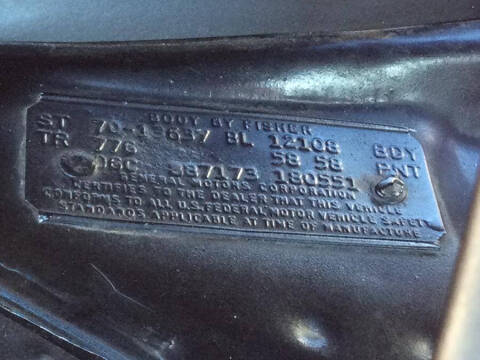 BODY BY FISHER
ST 70-13637 BL 12108 BDY
TR 776 58 58 PNT
08C 387173 180551
GENERAL MOTORS CORPORATION
CERTIFIES TO THE DEALER THAT THIS VEHICLE
CONFORMS TO ALL U.S. FEDERAL MOTOR VEHICLE SAFETY
STANDARDS APPLICABLE AT TIME OF MANUFACTURE